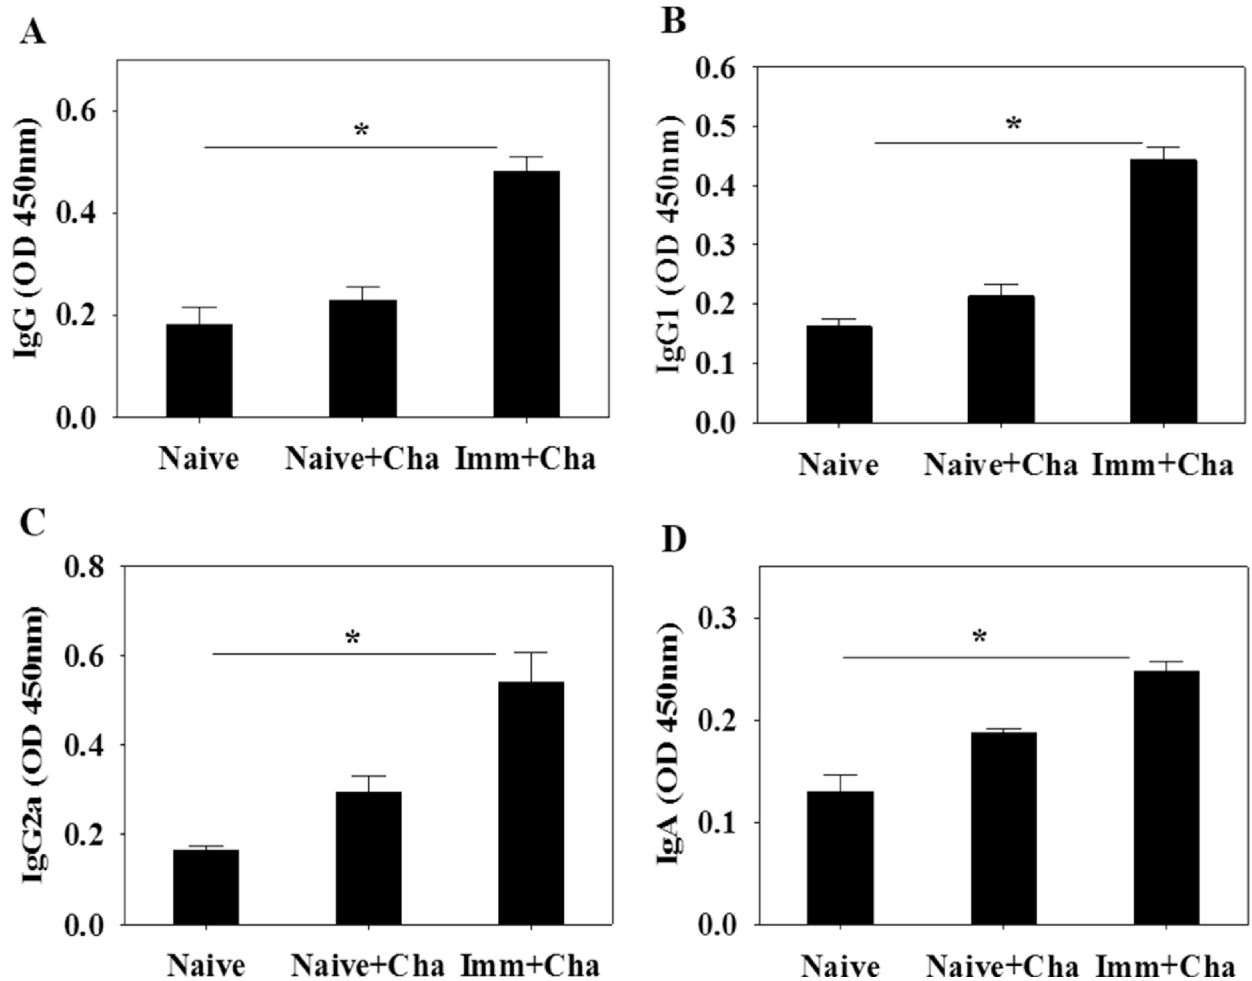 A
IgG (OD 450nm)
0.6
0.4
0.2
0.0
*
Naive Naive+Cha Imm+Cha
B
IgG1 (OD 450nm)
0.6
0.5
0.4
0.3
0.2
0.1
0.0
*
Naive Naive+Cha Imm+Cha
C
IgG2a (OD 450nm)
0.8
0.6
0.4
0.2
0.0
*
Naive Naive+Cha Imm+Cha
D
IgA (OD 450nm)
0.3
0.2
0.1
0.0
*
Naive Naive+Cha Imm+Cha